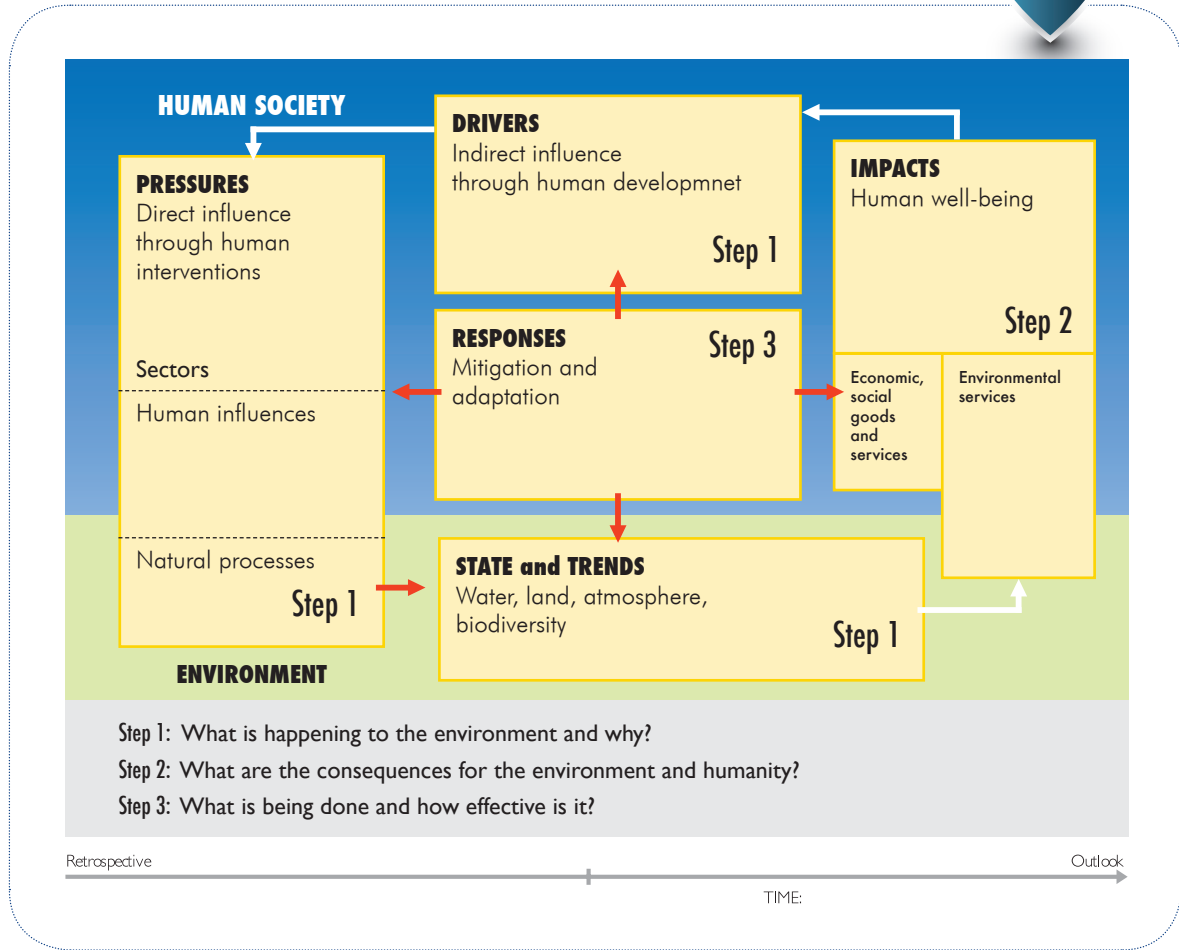 HUMAN SOCIETY
PRESSURES
Direct influence
through human
interventions
Sectors
Human influences
Natural processes
Step 1
DRIVERS
Indirect influence
through human developmnet
Step 1
RESPONSES
Step 3
Mitigation and
adaptation
IMPACTS
Human well-being
Step 2
Economic,
social
goods
and
services
Environmental
services
STATE and TRENDS
Water, land, atmosphere,
biodiversity
Step 1
ENVIRONMENT
Step 1: What is happening to the environment and why?
Step 2: What are the consequences for the environment and humanity?
Step 3: What is being done and how effective is it?
Retrospective
Outlook
TIME: